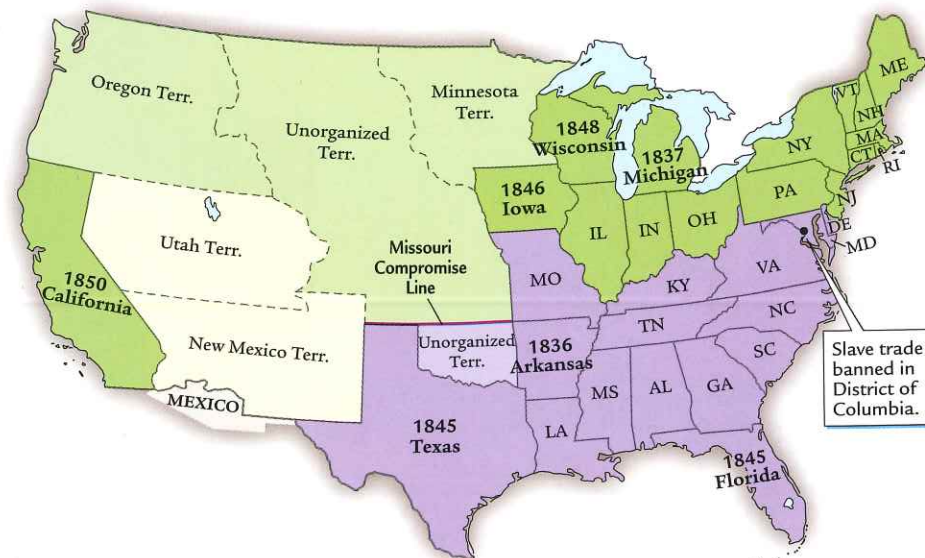 Oregon Terr.
Unorganized
Terr.
Minnesota
Terr.
1848
Wisconsin
1837
Michigan
ME
VT
NH
MA
CT
RI
NY
PA
NJ
DE
MD
1846
Iowa
IL
IN
OH
Utah Terr.
Missouri
Compromise
Line
MO
KY
VA
1850
California
New Mexico Terr.
Unorganized
Terr.
1836
Arkansas
TN
NC
SC
MS
AL
GA
LA
Slave trade
banned in
District of
Columbia.
MEXICO
1845
Texas
1845
Florida